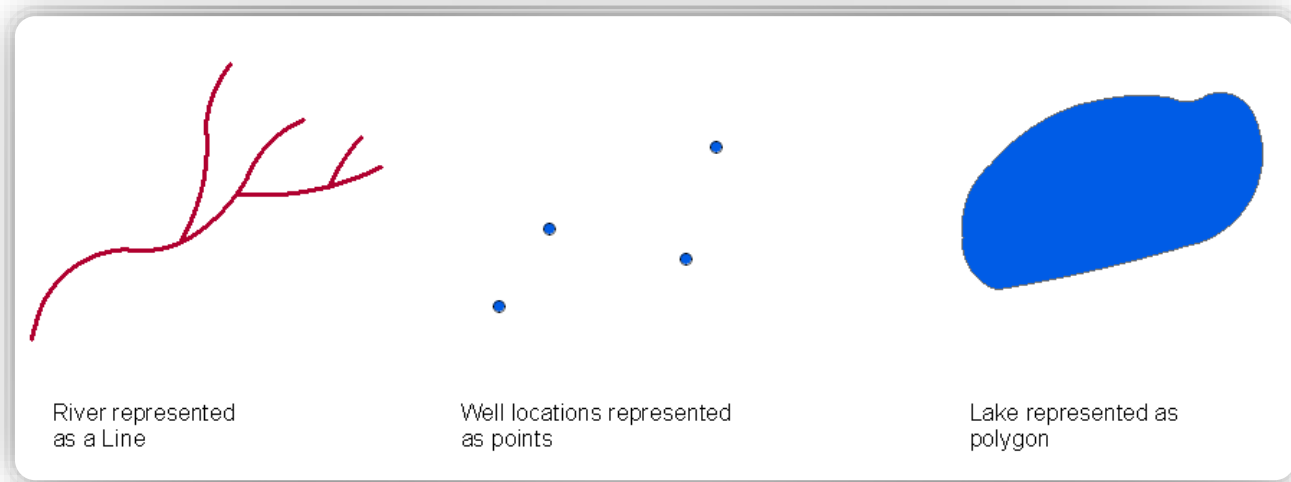 River represented
as a Line
Well locations represented
as points
Lake represented as
polygon